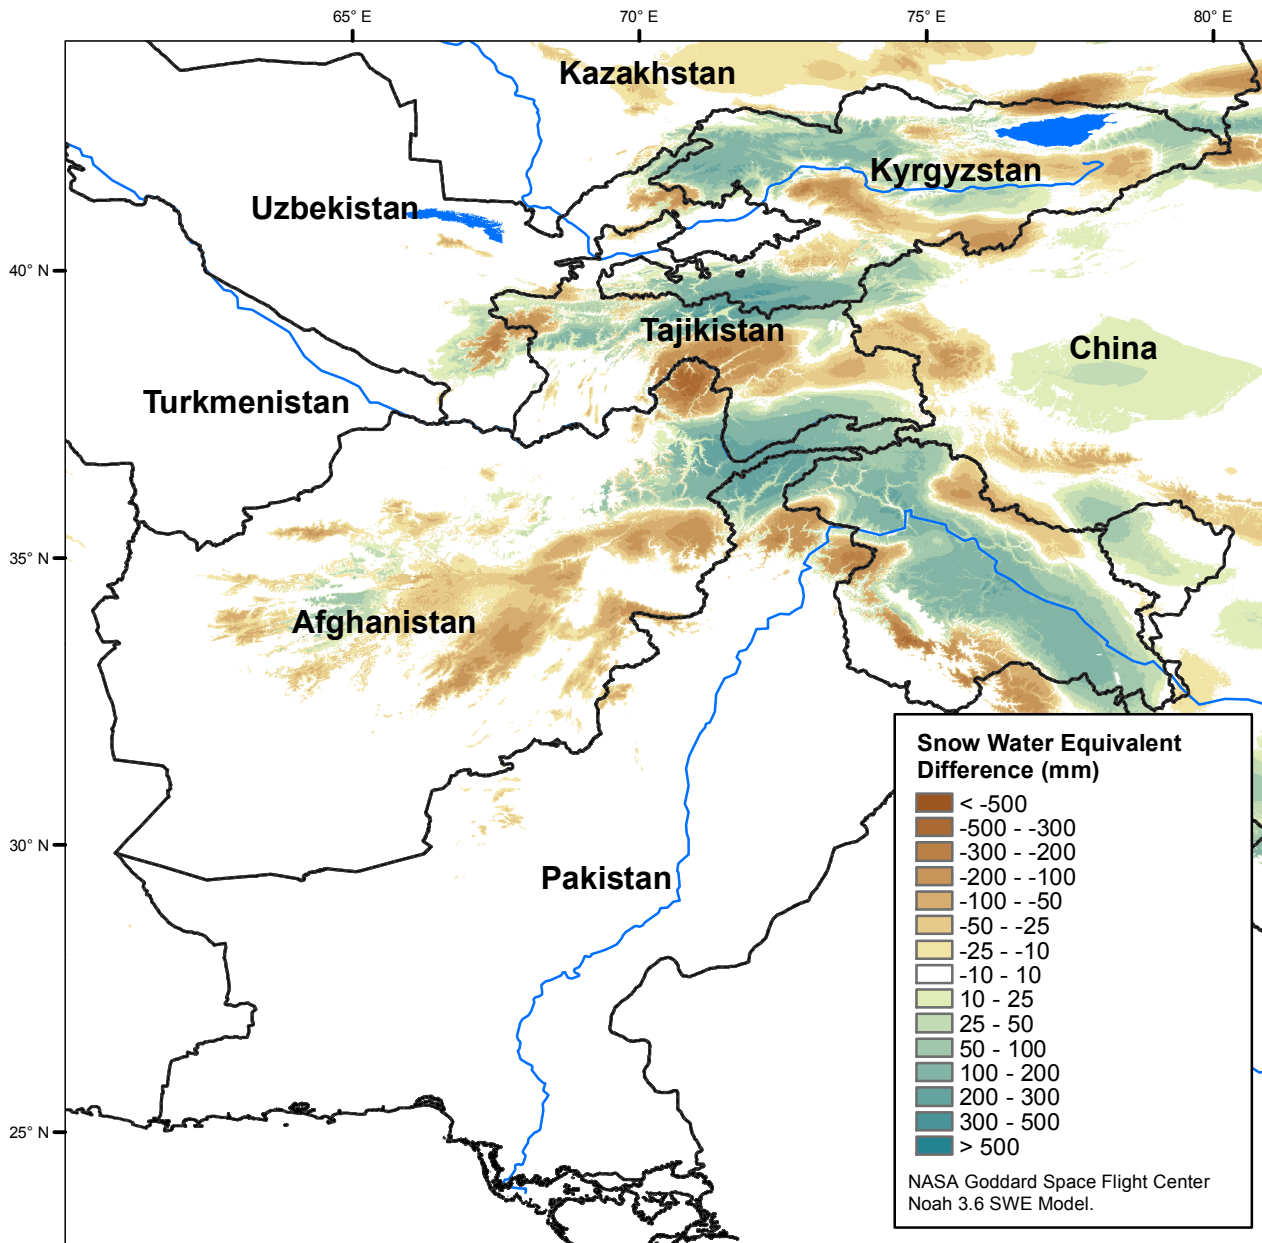 65° E
70° E
75° E
80° E
Kazakhstan
Kyrgyzstan
Uzbekistan
40° N
Tajikistan
China
Turkmenistan
35° N
Afghanistan
Snow Water Equivalent
Difference (mm)
< -500
-500 - -300
-300 - -200
-200 - -100
-100 - -50
-50 - -25
-25 - -10
-10 - 10
10 - 25
25 - 50
50 - 100
100 - 200
200 - 300
300 - 500
> 500
NASA Goddard Space Flight Center
Noah 3.6 SWE Model.
30° N
Pakistan
25° N